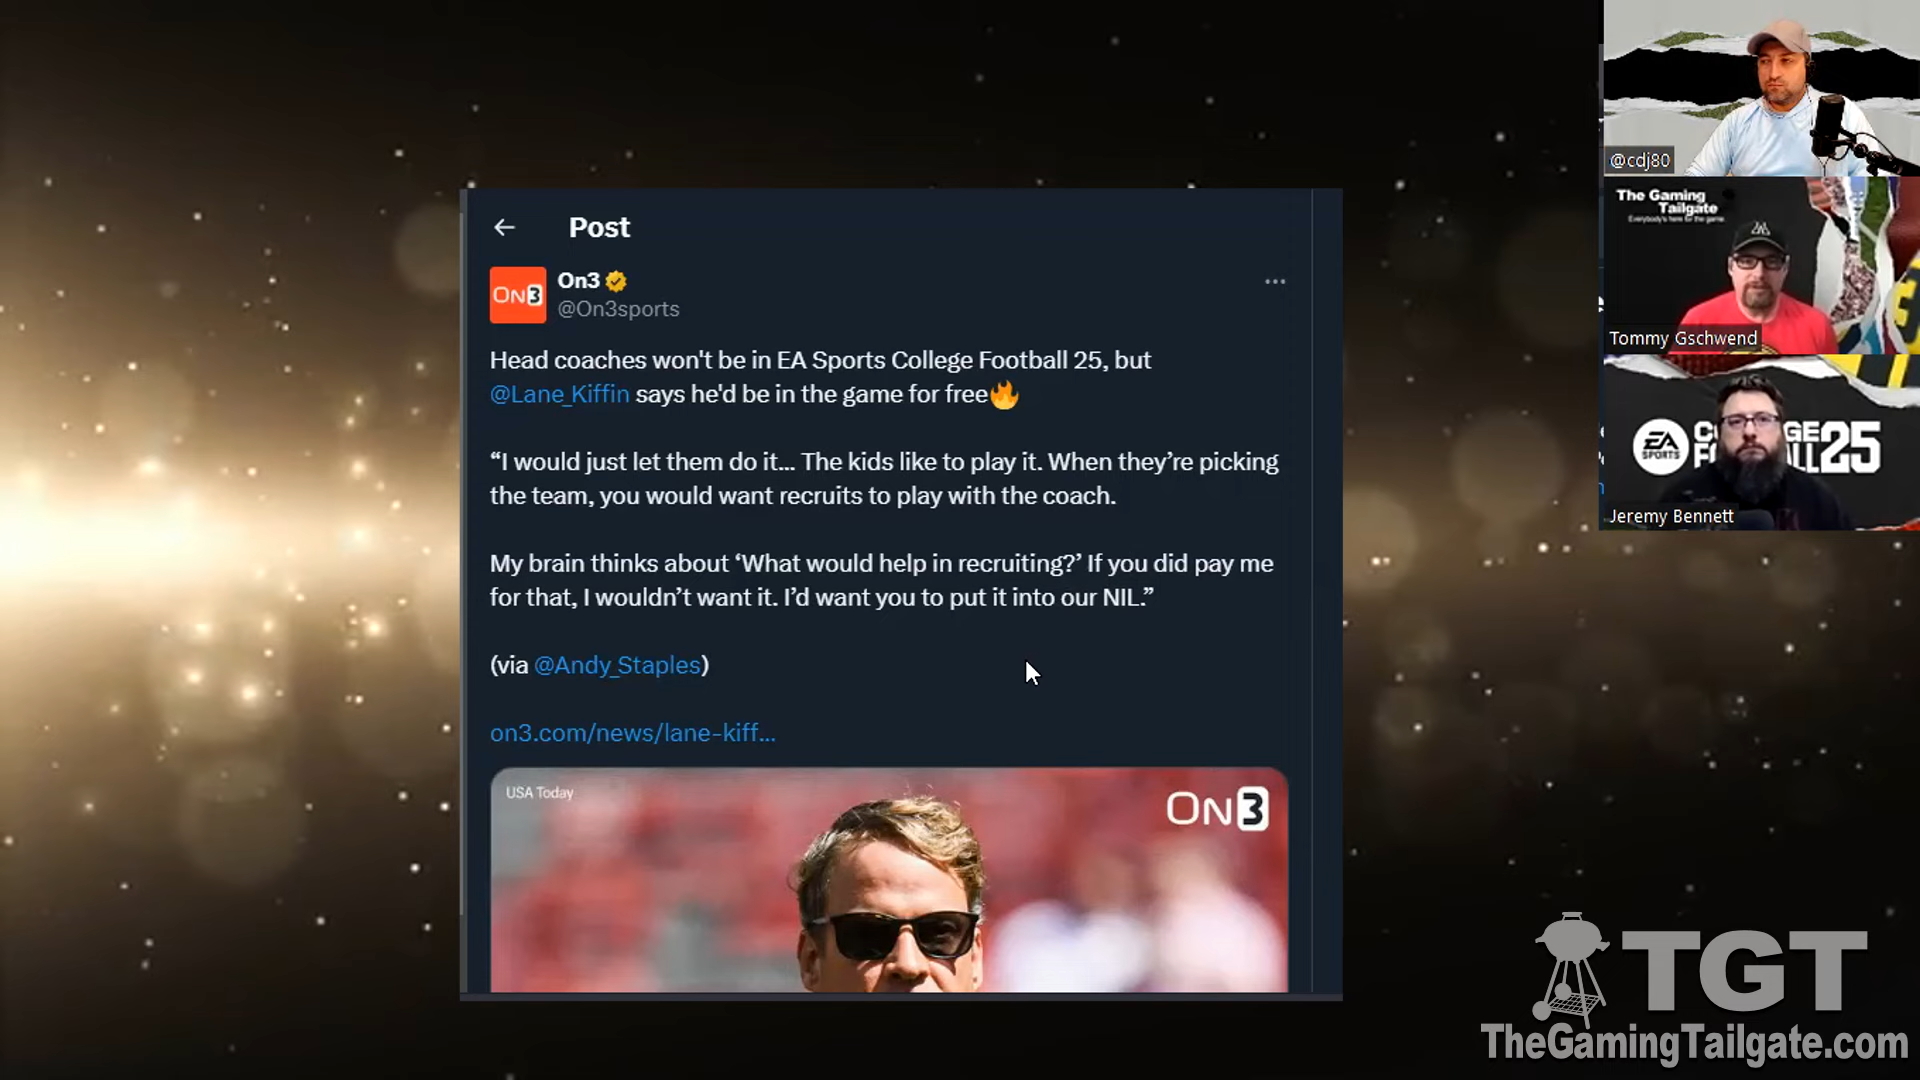 Post
On3
@On3sports
ON3
Head coaches won't be in EA Sports College Football 25, but
@Lane_Kiffin says he'd be in the game for free
“I would just let them do it... The kids like to play it. When they’re picking
the team, you would want recruits to play with the coach.
My brain thinks about ‘What would help in recruiting?’ If you did pay me
for that, I wouldn’t want it. I’d want you to put it into our NIL.”
(via @Andy_Staples)
on3.com/news/lane-kiff...
USA Today
ON3
@cdj80
The Gaming
Tailgate
Everybody's here for the game
Tommy Gschwend
EA
SPORTS
25
Jeremy Bennett
TGT
TheGamingTailgate.com